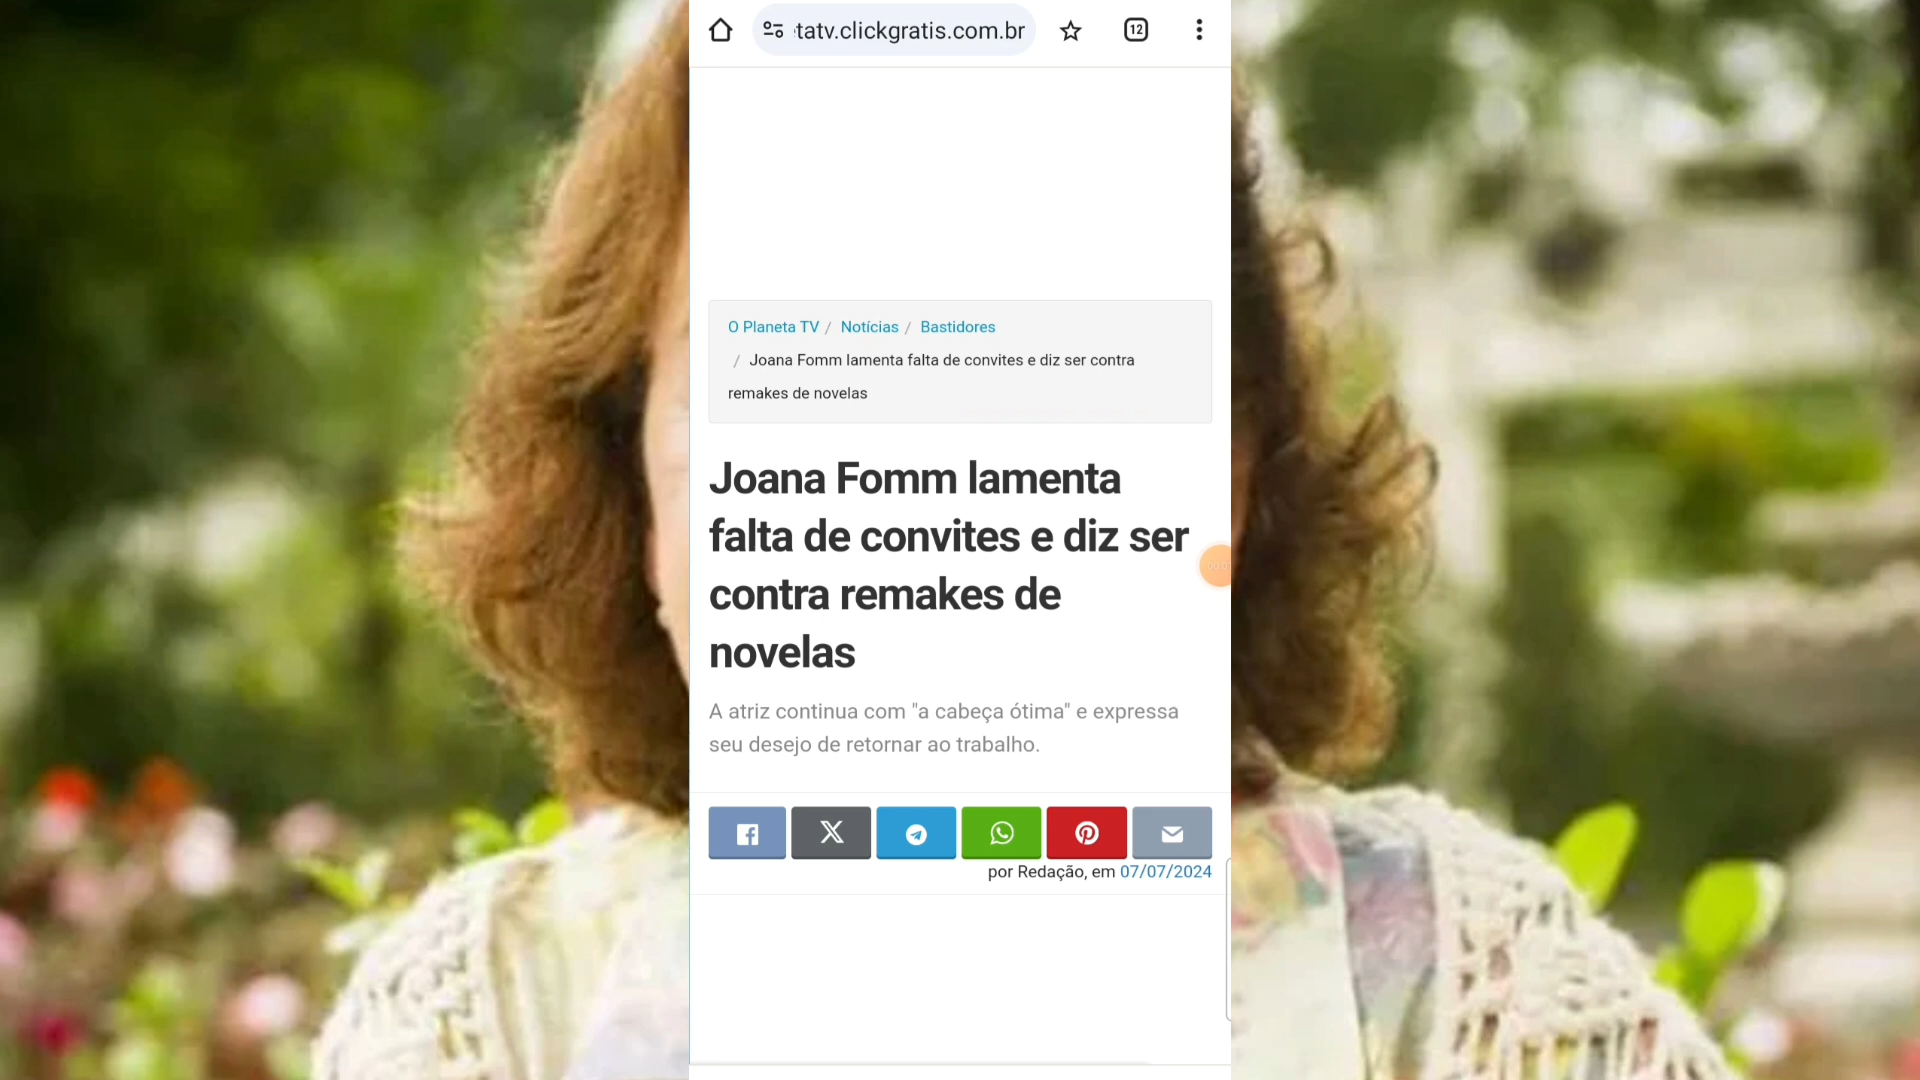 tatv.clickgratis.com.br
12
O Planeta TV / Notícias / Bastidores
/ Joana Fomm lamenta falta de convites e diz ser contra
remakes de novelas
Joana Fomm lamenta
falta de convites e diz ser
contra remakes de
novelas
A atriz continua com "a cabeça ótima" e expressa
seu desejo de retornar ao trabalho.
por Redação, em 07/07/2024